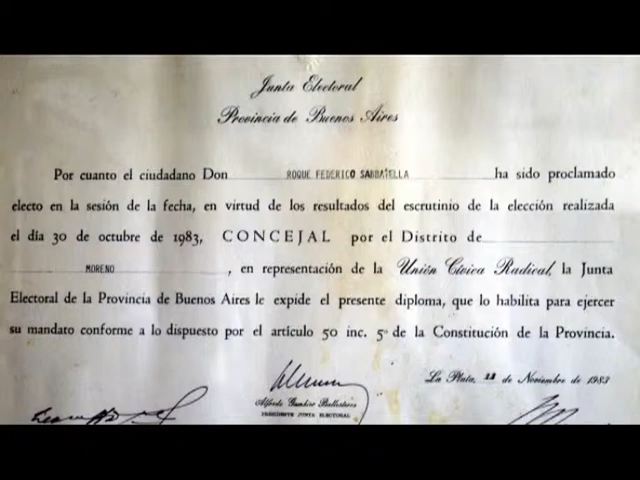 Junta Electoral
Provincia de Buenos Aires
Por cuanto el ciudadano Don ROQUE FEDERICO SABBATELLA ha sido proclamado
electo en la sesión de la fecha, en virtud de los resultados del escrutinio de la elección realizada
el día 30 de octubre de 1983, CONCEJAL por el Distrito de
MORENO, en representación de la Unión Cívica Radical, la Junta
Electoral de la Provincia de Buenos Aires le expide el presente diploma, que lo habilita para ejercer
su mandato conforme a lo dispuesto por el artículo 50 inc. 5º de la Constitución de la Provincia.
La Plata, de Noviembre de 1983
Alfredo
PRESIDENTE JUNTA ELECTORAL